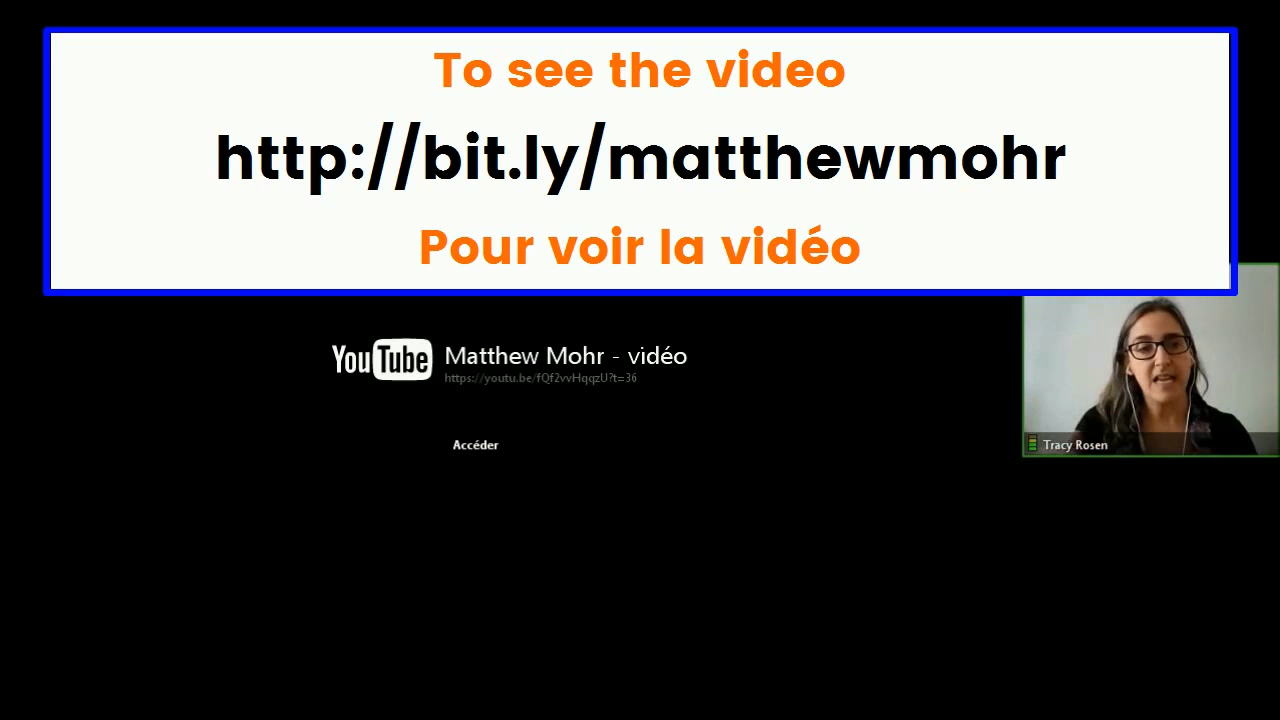 To see the video
http://bit.ly/matthewmohr
Pour voir la vidéo
YouTube Matthew Mohr - vidéo
https://youtu.be/fQf2vvHqqzU?t=36
Accéder
Tracy Rosen